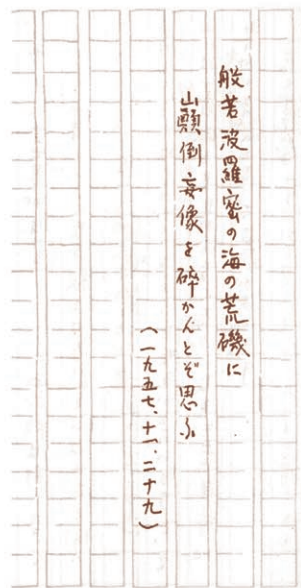 般若波羅密の海の荒磯に
山顚倒妄像を砕かんとぞ思ふ
(一九五七、十一、二十九)